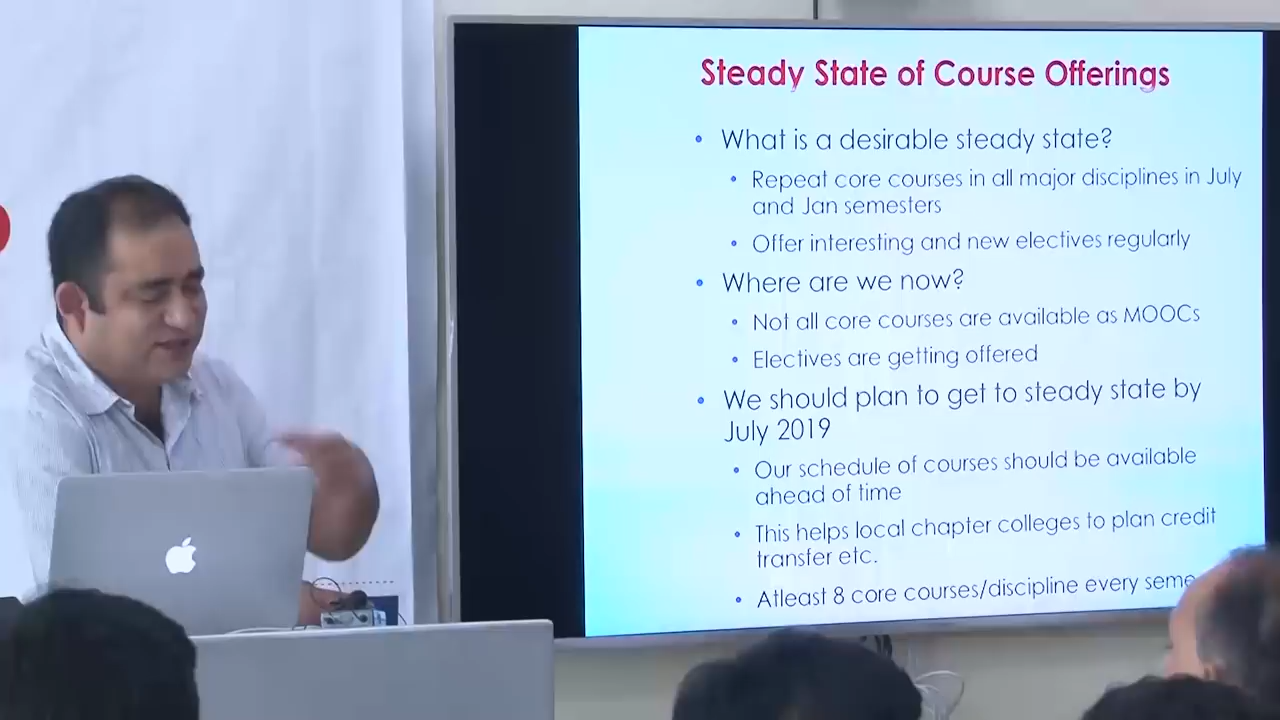 Steady State of Course Offerings
• What is a desirable steady state?
• Repeat core courses in all major disciplines in July
and Jan semesters
• Offer interesting and new electives regularly
• Where are we now?
• Not all core courses are available as MOOCs
• Electives are getting offered
• We should plan to get to steady state by
July 2019
• Our schedule of courses should be available
ahead of time
• This helps local chapter colleges to plan credit
transfer etc.
• Atleast 8 core courses/discipline every seme